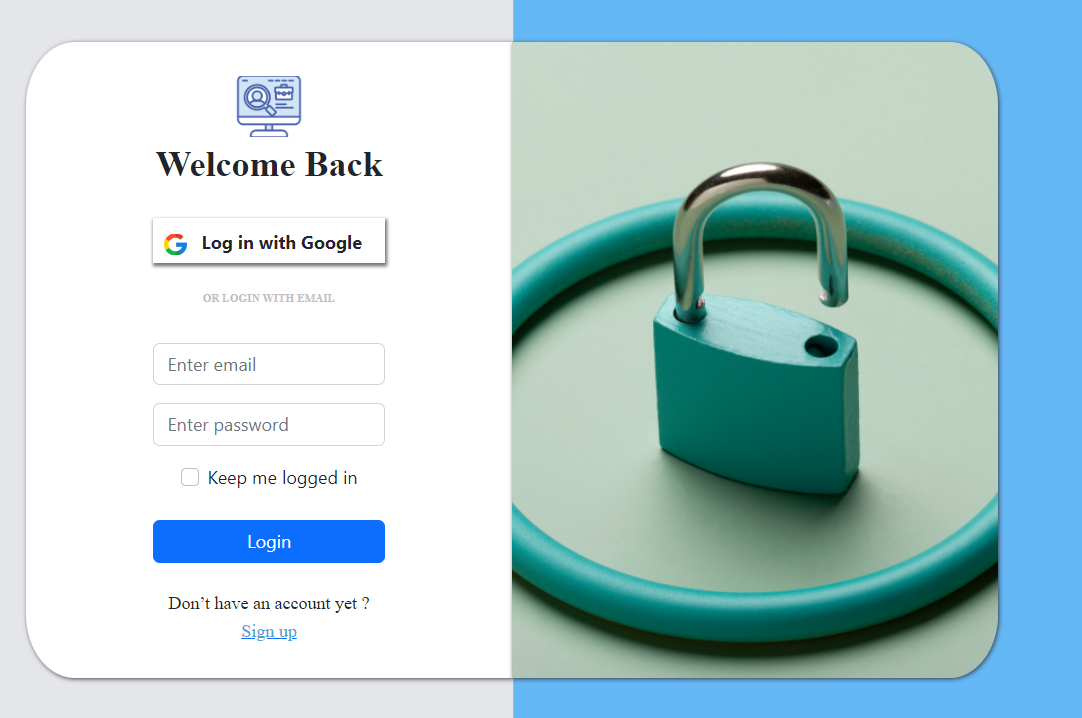 Welcome Back
Log in with Google
OR LOGIN WITH EMAIL
Enter email
Enter password
Keep me logged in
Login
Don’t have an account yet ?
Sign up